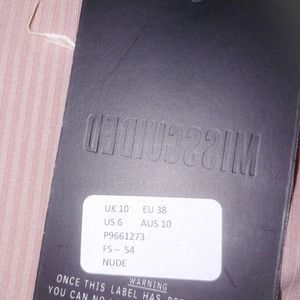 MISSGUIDED
UK 10 EU 38
US 6 AUS 10
P9661273
FS – 54
NUDE
WARNING
ONCE THIS LABEL HAS
YOU CAN NO